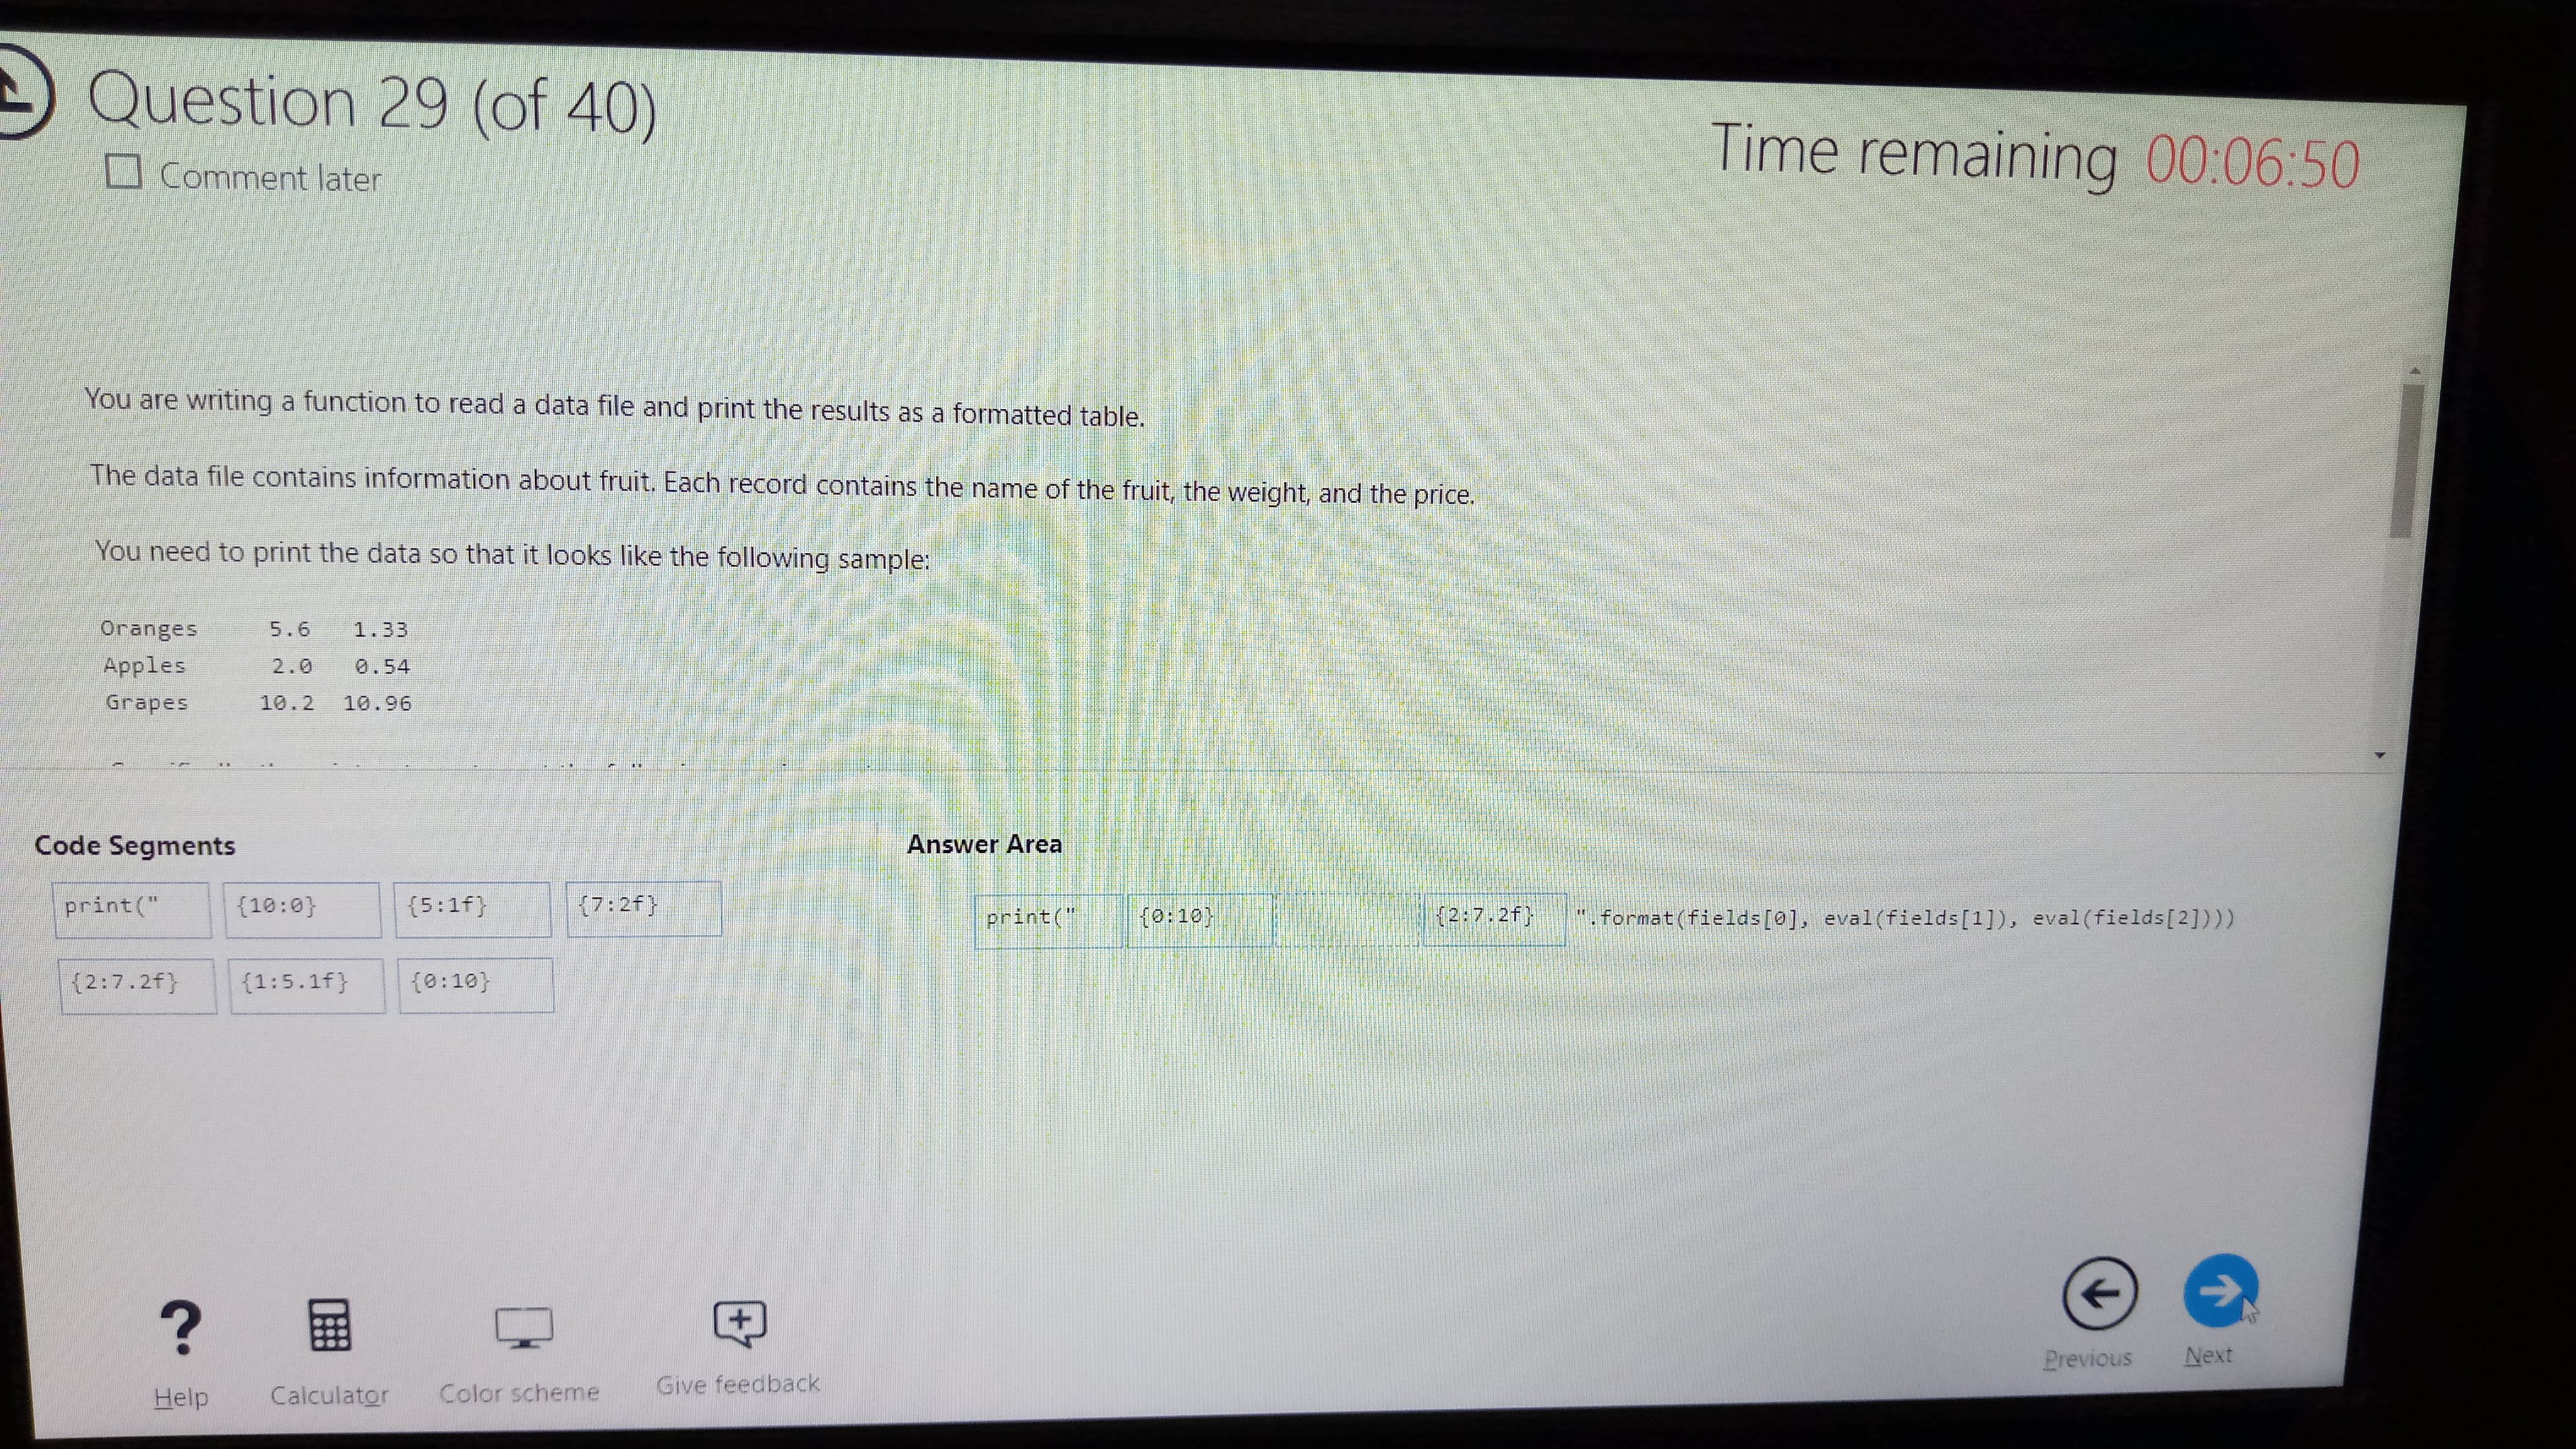 Question 29 (of 40)
Comment later
Time remaining 00:06:50
You are writing a function to read a data file and print the results as a formatted table.
The data file contains information about fruit. Each record contains the name of the fruit, the weight, and the price.
You need to print the data so that it looks like the following sample:
Oranges 5.6 1.33
Apples 2.0 0.54
Grapes 10.2 10.96
Code Segments
print(" {10:0} {5:1f} {7:2f}
{2:7.2f} {1:5.1f} {0:10}
Answer Area
print(" {0:10} {2:7.2f} ".format(fields[0], eval(fields[1]), eval(fields[2])))
Help
Calculator
Color scheme
Give feedback
Previous
Next